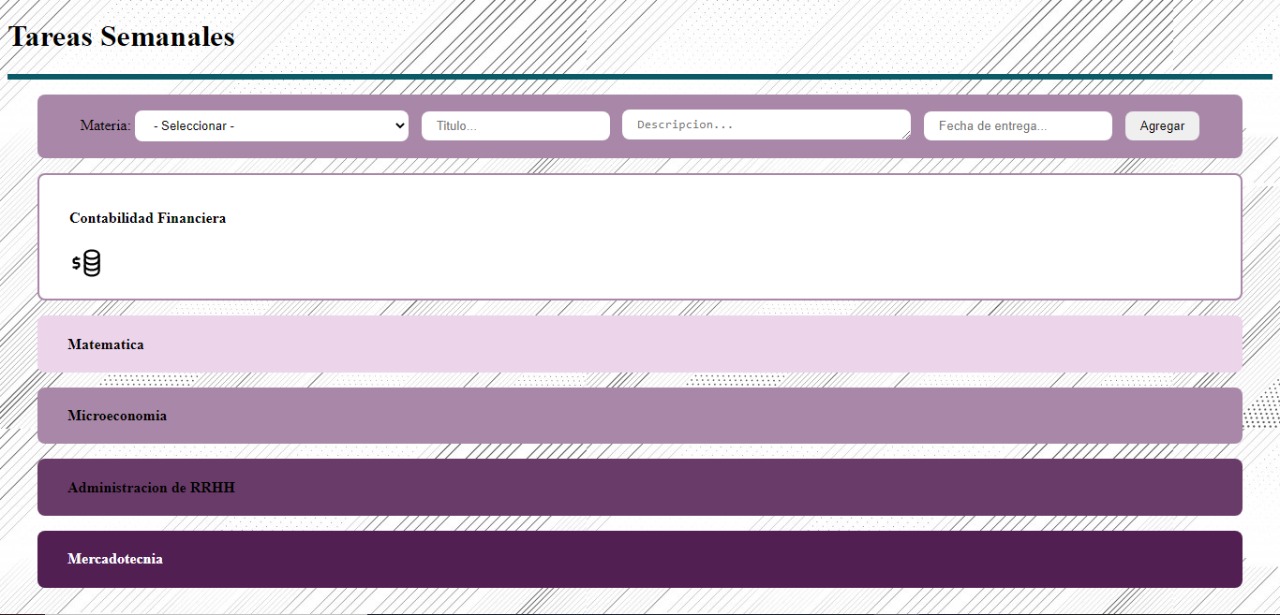 Tareas Semanales
Materia: - Seleccionar - Titulo... Descripcion... Fecha de entrega... Agregar
Contabilidad Financiera
$
Matematica
Microeconomia
Administracion de RRHH
Mercadotecnia